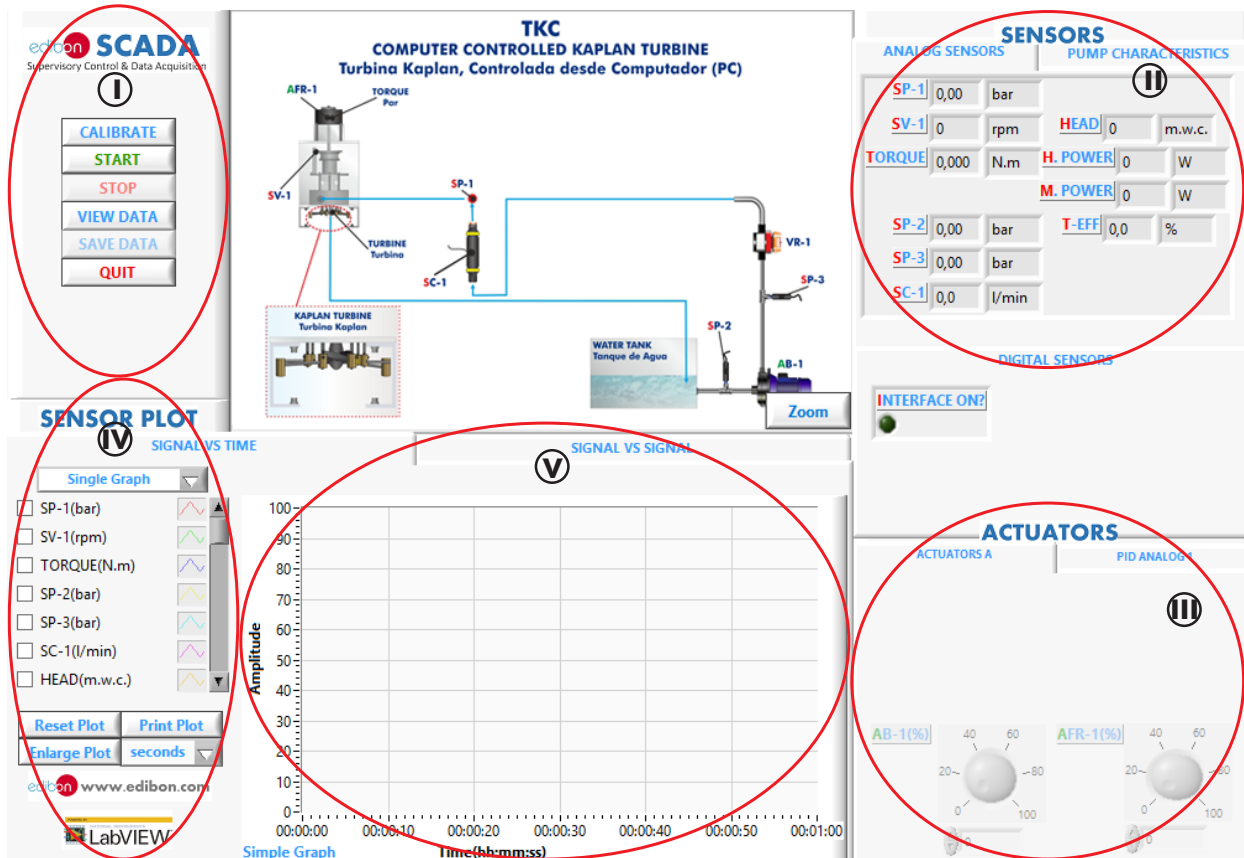 edibon SCADA
Supervisory Control & Data Acquisition
I
CALIBRATE
START
STOP
VIEW DATA
SAVE DATA
QUIT
TKC
COMPUTER CONTROLLED KAPLAN TURBINE
Turbina Kaplan, Controlada desde Computador (PC)
AFR-1
TORQUE
Par
SV-1
SP-1
TURBINE
Turbina
SC-1
VR-1
SP-3
KAPLAN TURBINE
Turbina Kaplan
SP-2
WATER TANK
Tanque de Agua
AB-1
Zoom
SENSORS
ANALOG SENSORS
PUMP CHARACTERISTICS
II
SP-1 0,00 bar
SV-1 0 rpm
HEAD 0 m.w.c.
TORQUE 0,000 N.m
H. POWER 0 W
M. POWER 0 W
SP-2 0,00 bar
T-EFF 0,0 %
SP-3 0,00 bar
SC-1 0,0 l/min
DIGITAL SENSORS
INTERFACE ON?
SENSOR PLOT
IV
SIGNAL VS TIME
SIGNAL VS SIGNAL
V
Single Graph
SP-1(bar)
SV-1(rpm)
TORQUE(N.m)
SP-2(bar)
SP-3(bar)
SC-1(l/min)
HEAD(m.w.c.)
Reset Plot
Print Plot
Enlarge Plot
seconds
edibon www.edibon.com
POWERED BY
LabVIEW
100
90
80
70
60
50
40
30
20
10
0
Amplitude
00:00:00 00:00:10 00:00:20 00:00:30 00:00:40 00:00:50 00:01:00
Simple Graph
Time(hh:mm:ss)
ACTUATORS
ACTUATORS A
PID ANALOG 1
III
AB-1(%)
0 20 40 60 80 100
0
AFR-1(%)
0 20 40 60 80 100
0